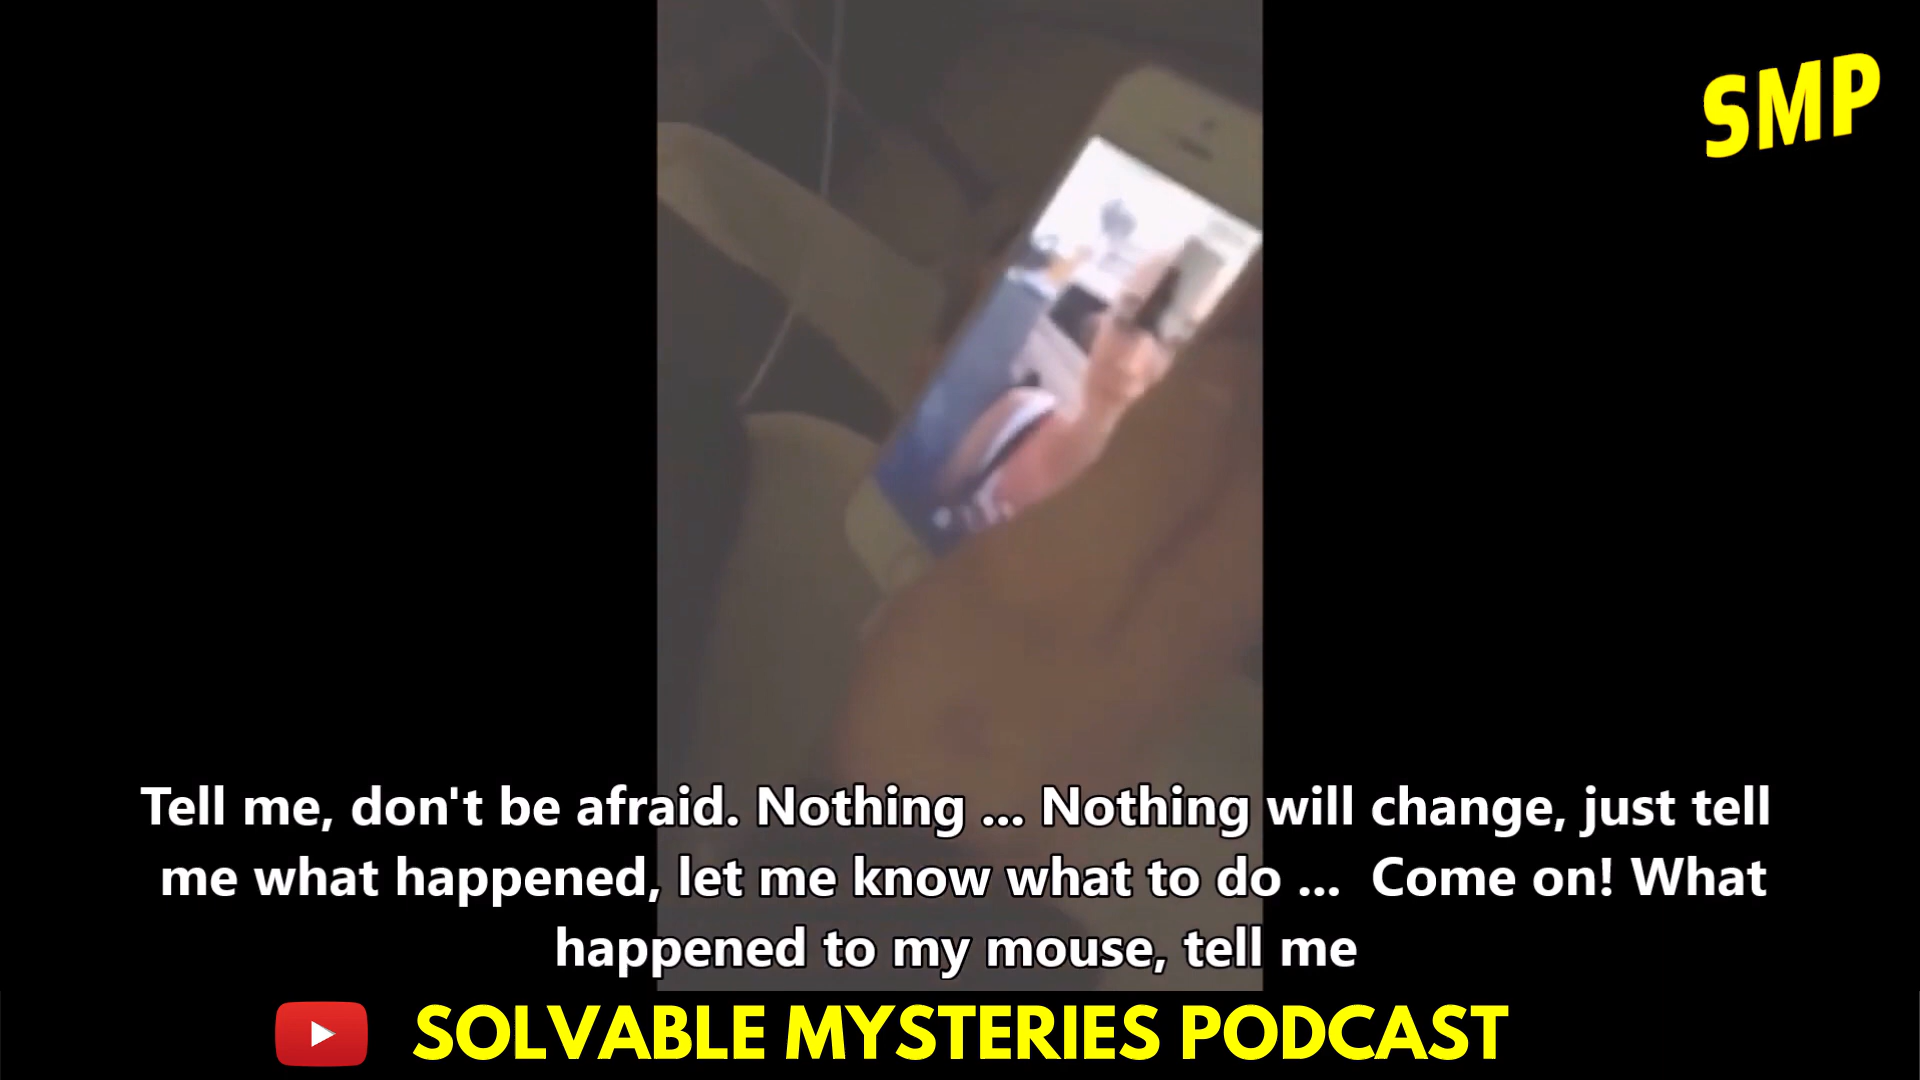 SMP
Tell me, don't be afraid. Nothing ... Nothing will change, just tell
me what happened, let me know what to do ... Come on! What
happened to my mouse, tell me
SOLVABLE MYSTERIES PODCAST